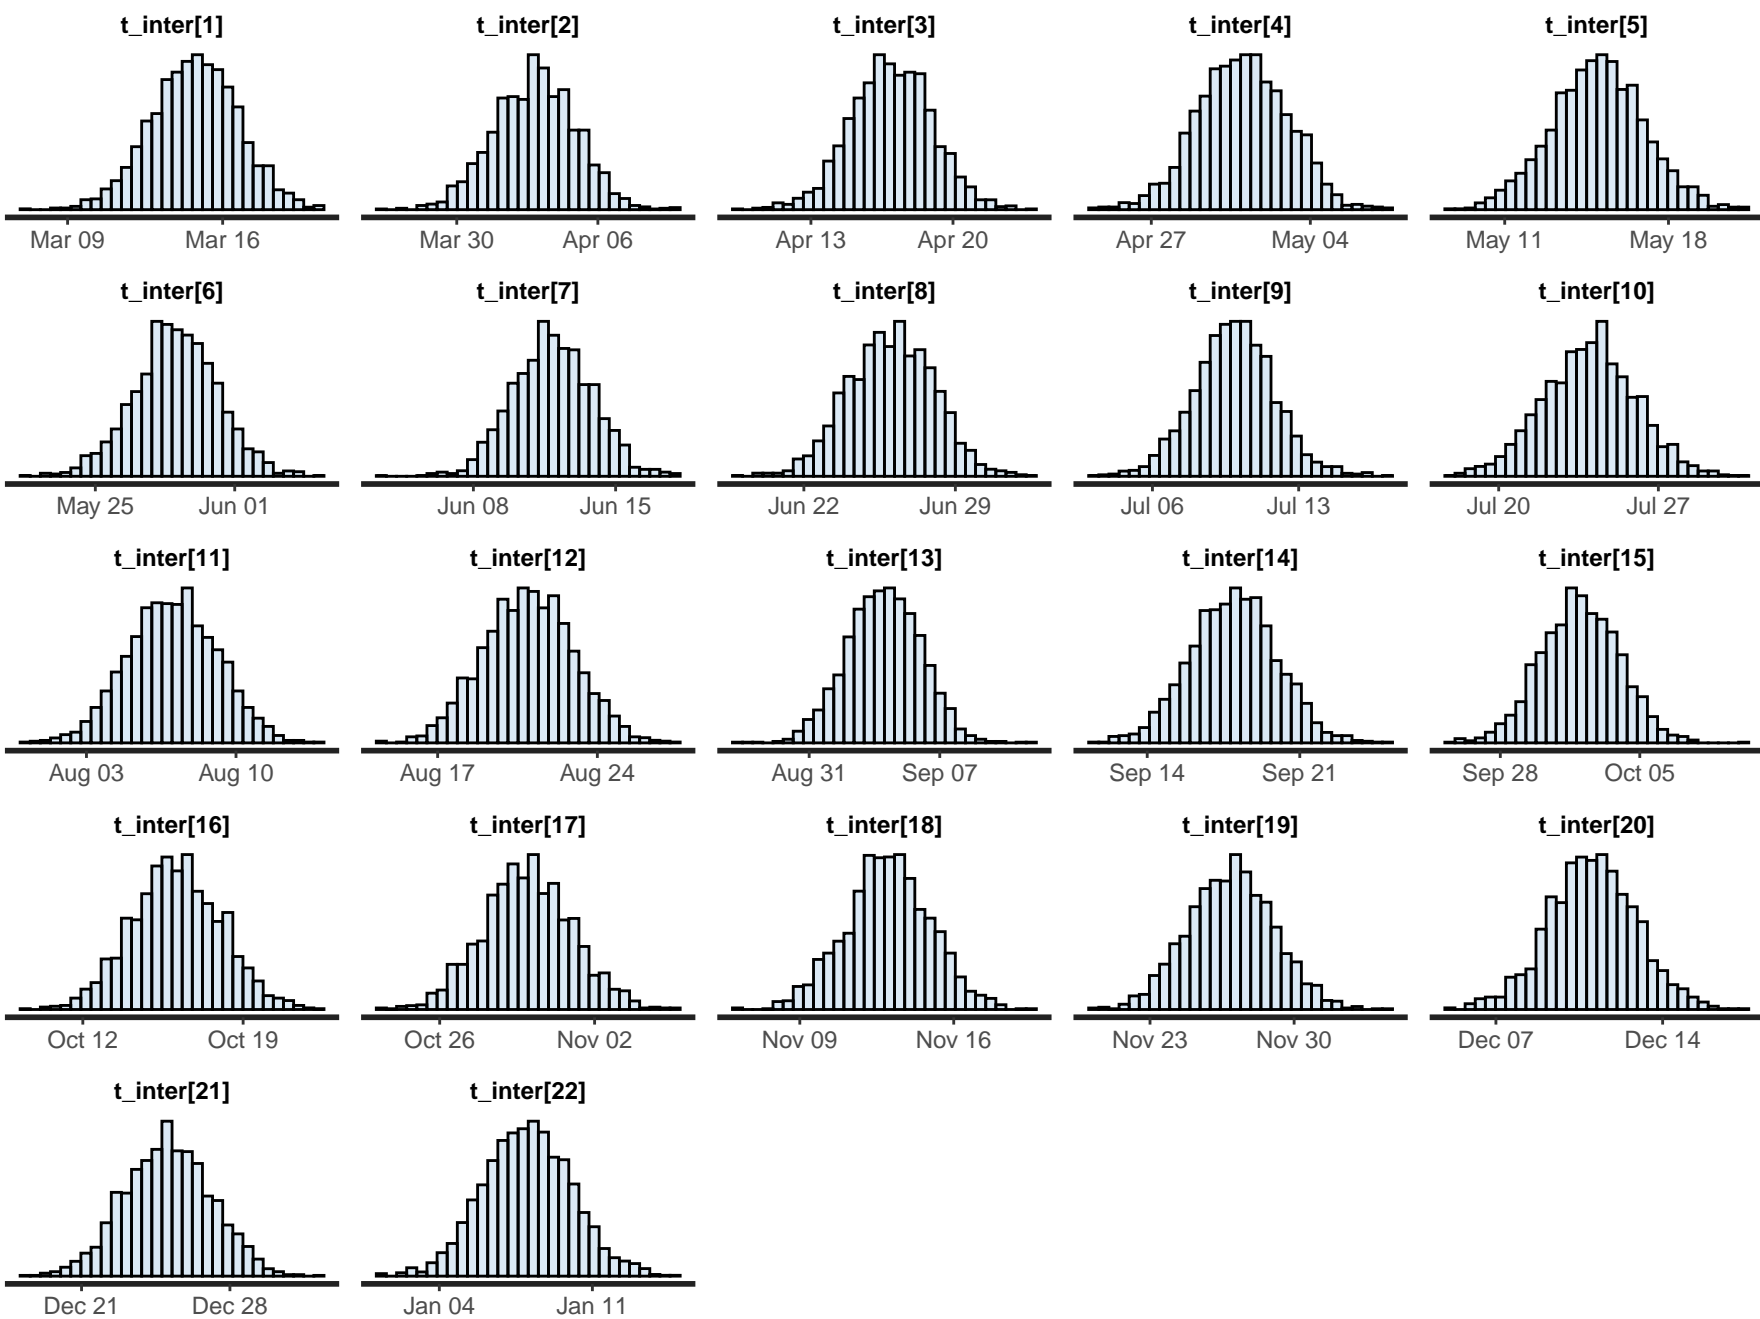 t_inter[1] t_inter[2] t_inter[3] t_inter[4] t_inter[5]
Mar 09 Mar 16 Mar 30 Apr 06 Apr 13 Apr 20 Apr 27 May 04 May 11 May 18
t_inter[6] t_inter[7] t_inter[8] t_inter[9] t_inter[10]
May 25 Jun 01 Jun 08 Jun 15 Jun 22 Jun 29 Jul 06 Jul 13 Jul 20 Jul 27
t_inter[11] t_inter[12] t_inter[13] t_inter[14] t_inter[15]
Aug 03 Aug 10 Aug 17 Aug 24 Aug 31 Sep 07 Sep 14 Sep 21 Sep 28 Oct 05
t_inter[16] t_inter[17] t_inter[18] t_inter[19] t_inter[20]
Oct 12 Oct 19 Oct 26 Nov 02 Nov 09 Nov 16 Nov 23 Nov 30 Dec 07 Dec 14
t_inter[21] t_inter[22]
Dec 21 Dec 28 Jan 04 Jan 11